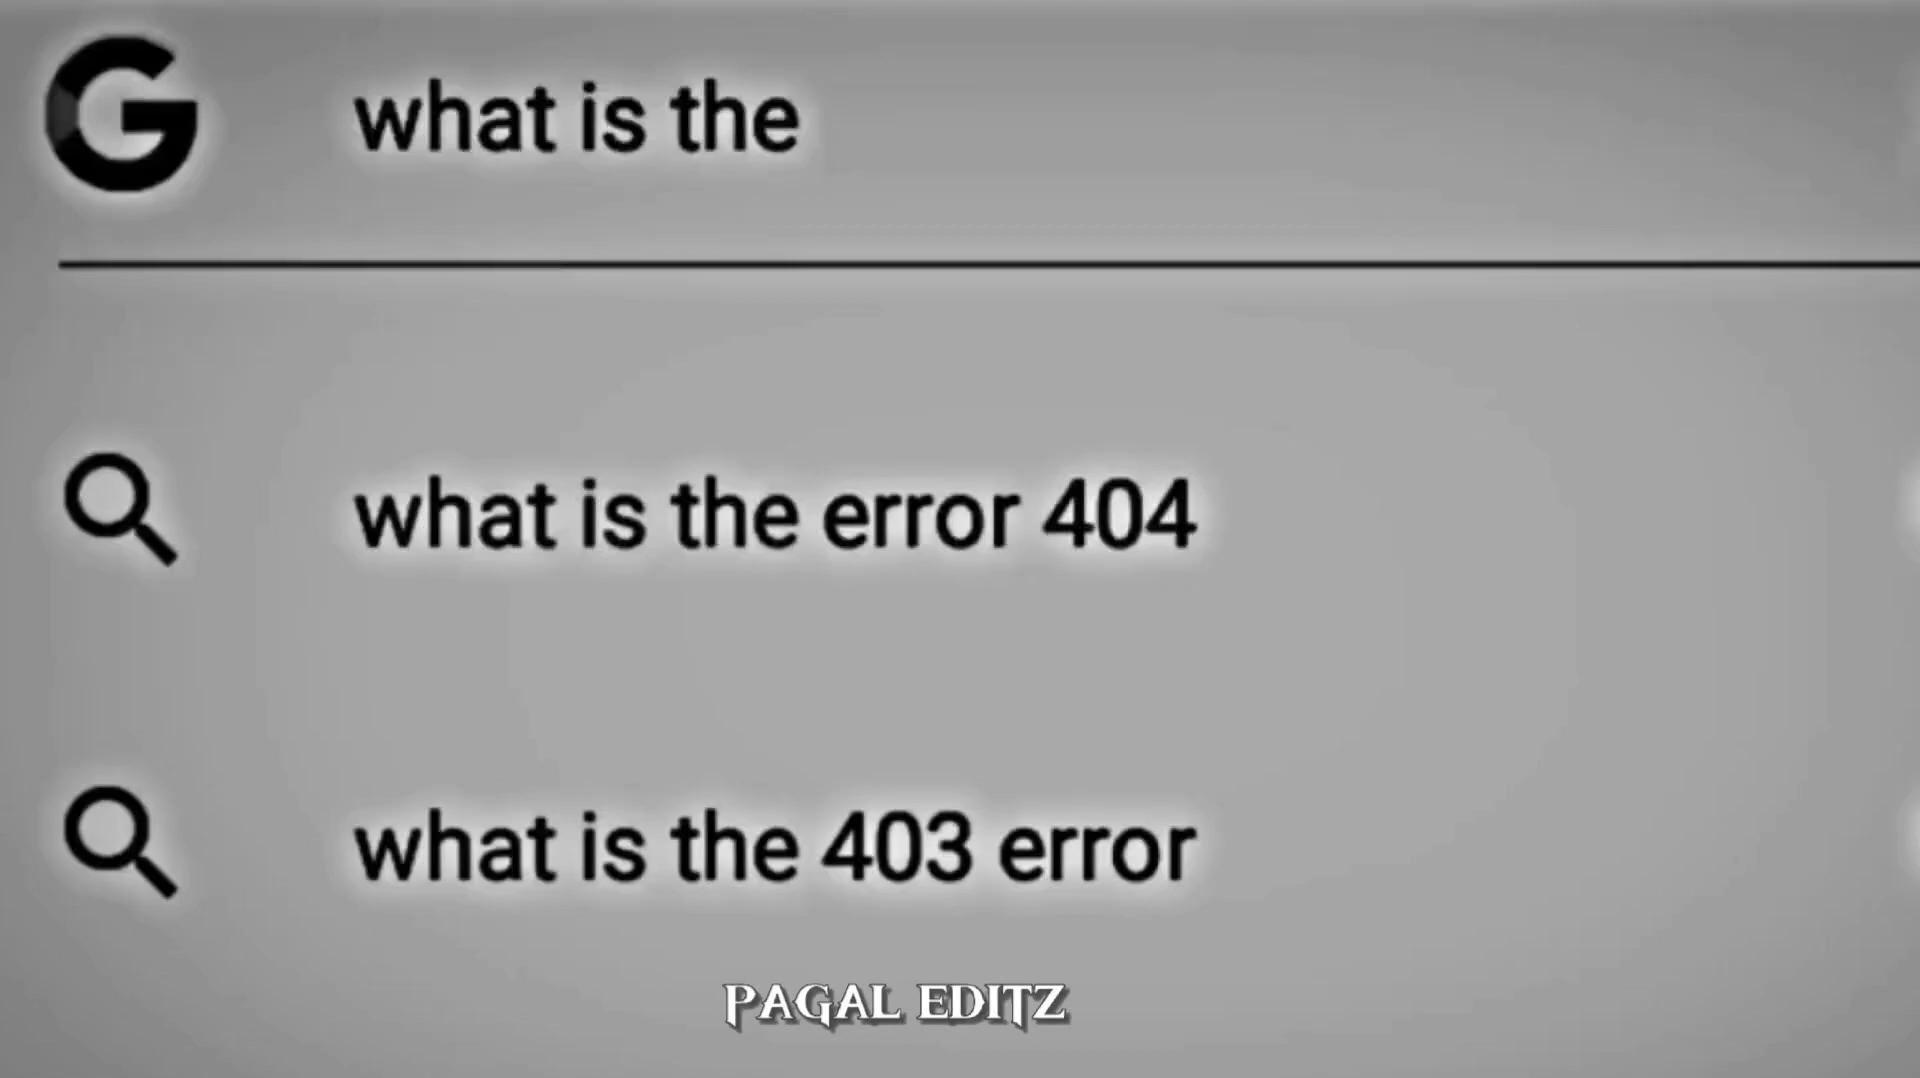 G what is the
what is the error 404
what is the 403 error
PAGAL EDITZ